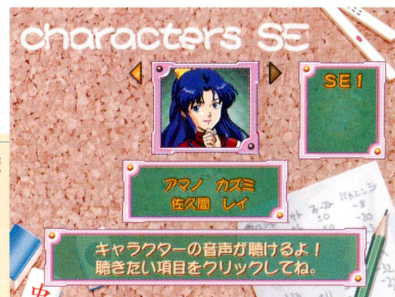 characters SE
SE1
アマノ カズミ
佐久間 レイ
キャラクターの音声が聴けるよ!
聴きたい項目をクリックしてね。
中